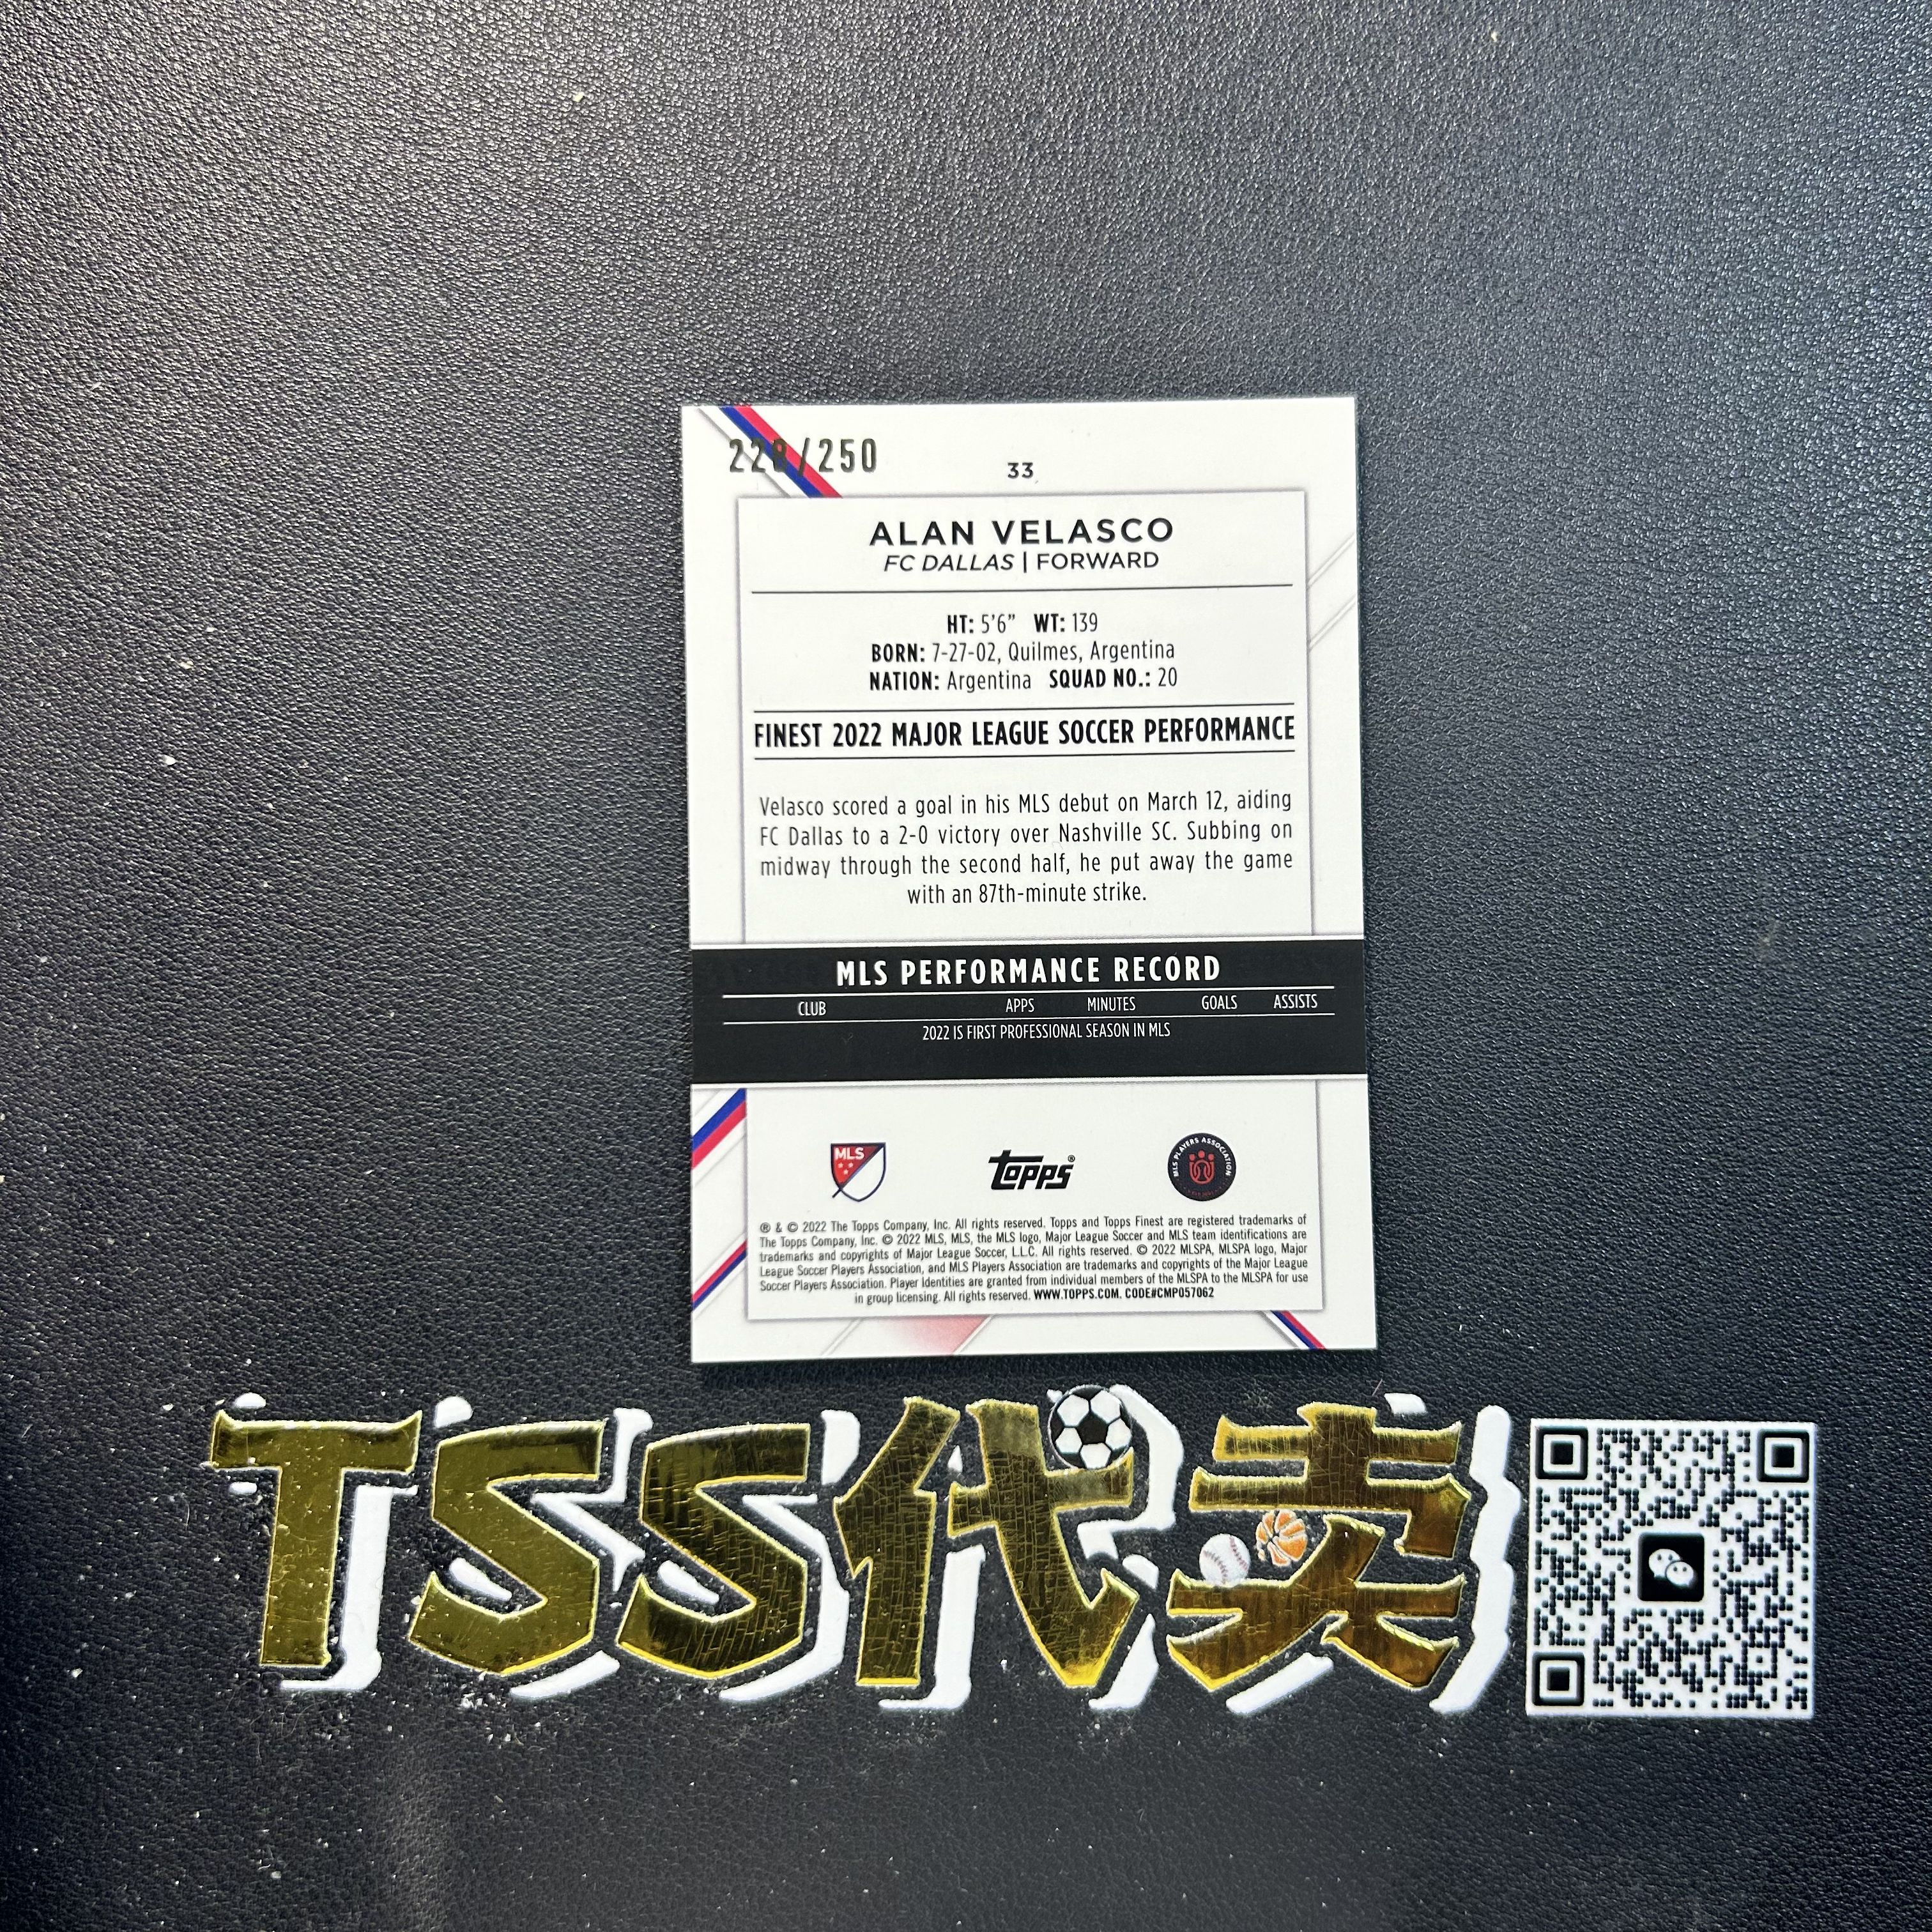 /250
33
ALAN VELASCO
FC DALLAS | FORWARD
HT: 5'6" WT: 139
BORN: 7-27-02, Quilmes, Argentina
NATION: Argentina SQUAD NO.: 20
FINEST 2022 MAJOR LEAGUE SOCCER PERFORMANCE
Velasco scored a goal in his MLS debut on March 12, aiding
FC Dallas to a 2-0 victory over Nashville SC. Subbing on
midway through the second half, he put away the game
with an 87th-minute strike.
MLS PERFORMANCE RECORD
CLUB APPS MINUTES GOALS ASSISTS
2022 IS FIRST PROFESSIONAL SEASON IN MLS
MLS
topps®
MLS PLAYERS ASSOCIATION
® & © 2022 The Topps Company, Inc. All rights reserved. Topps and Topps Finest are registered trademarks of
The Topps Company, Inc. © 2022 MLS, MLS, the MLS logo, Major League Soccer and MLS team identifications are
trademarks and copyrights of Major League Soccer, L.L.C. All rights reserved. © 2022 MLSPA, MLSPA logo, Major
League Soccer Players Association, and MLS Players Association are trademarks and copyrights of the Major League
Soccer Players Association. Player Identities are granted from individual members of the MLSPA to the MLSPA for use
in group licensing. All rights reserved. WWW.TOPPS.COM. CODE#CMP057062
TSS代卖